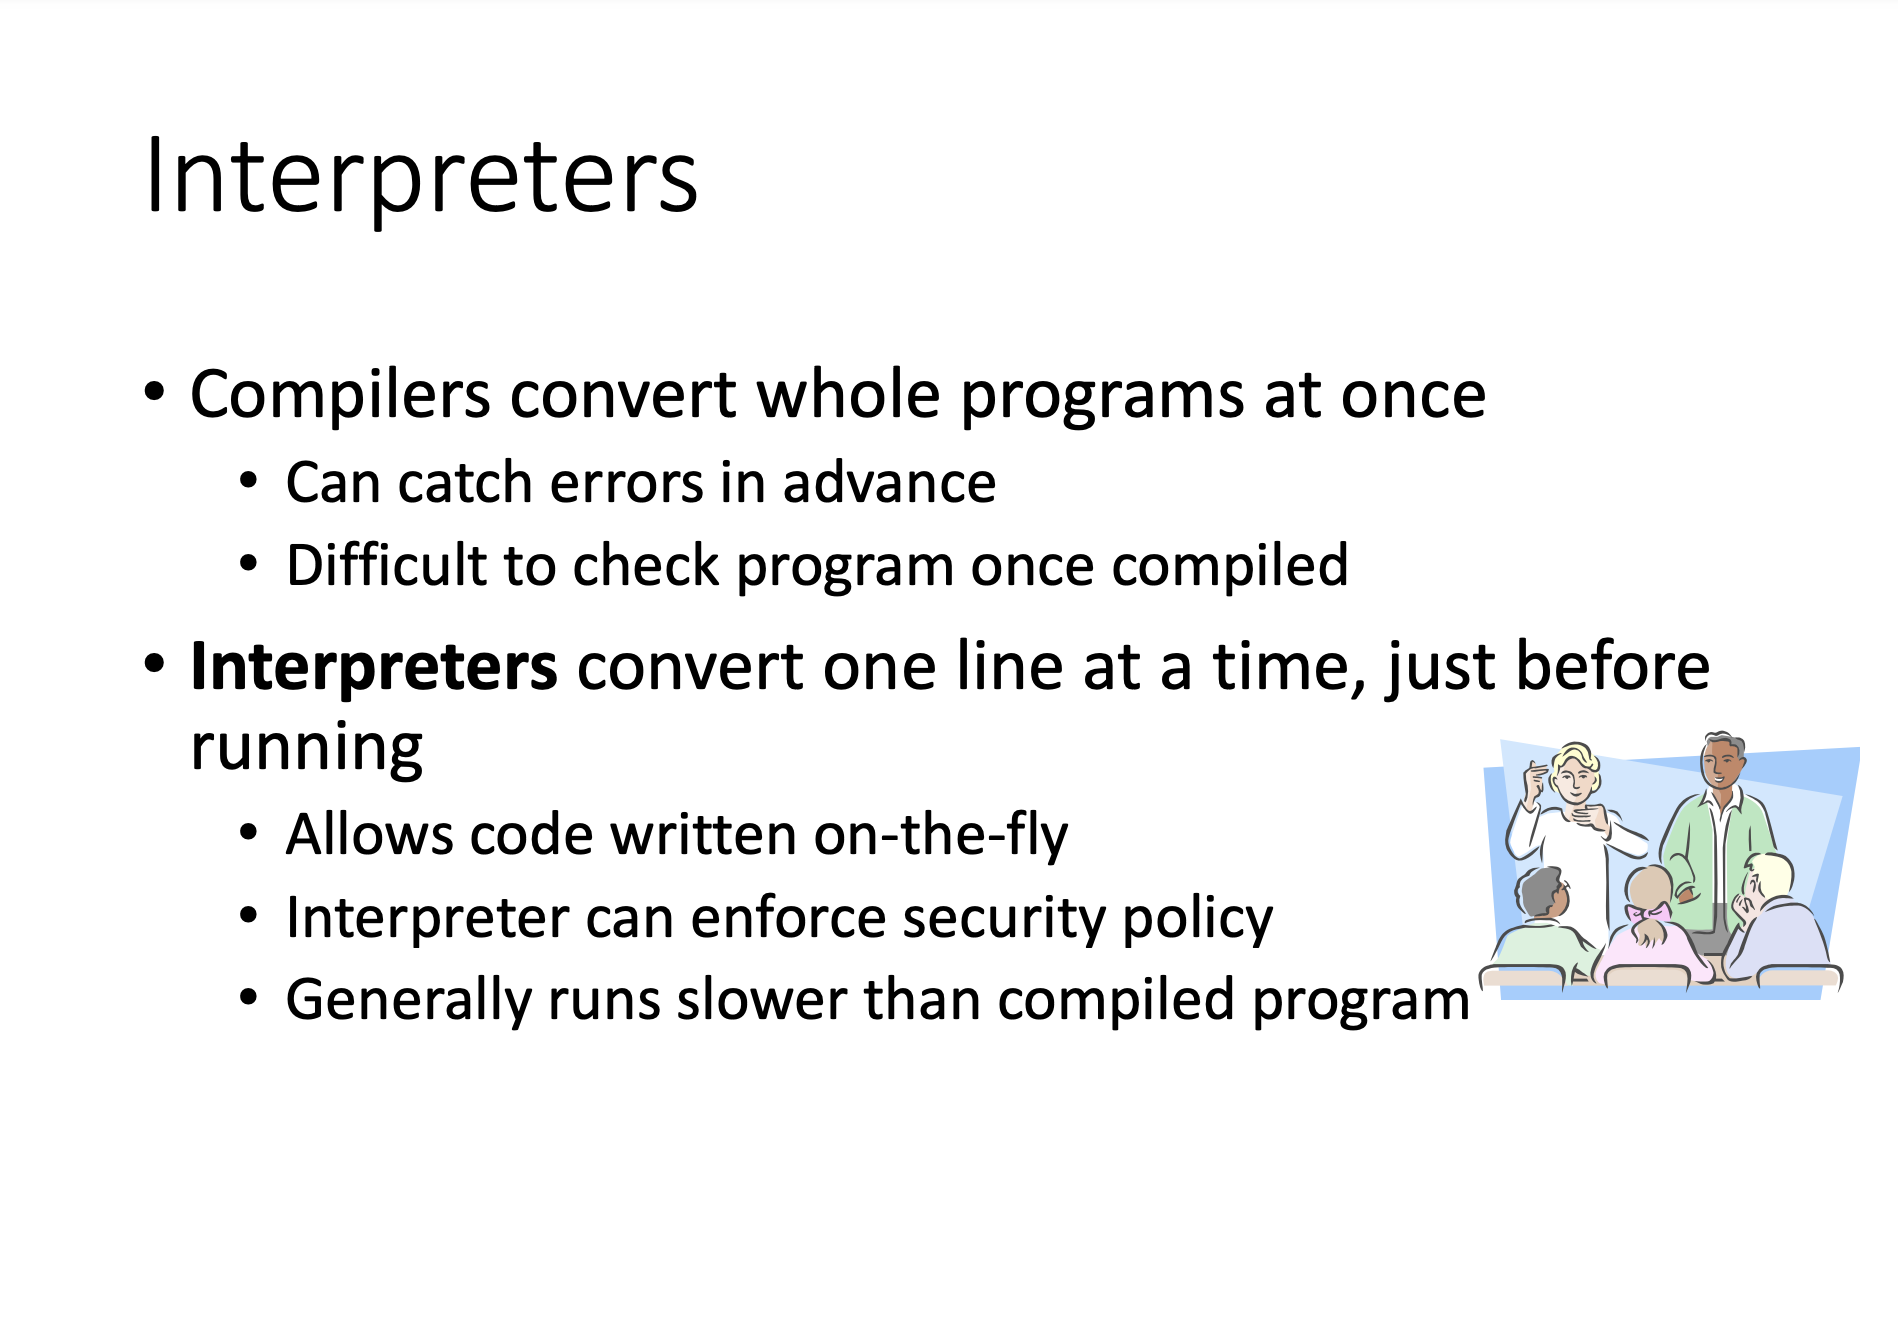 Interpreters
• Compilers convert whole programs at once
• Can catch errors in advance
• Difficult to check program once compiled
• Interpreters convert one line at a time, just before
running
• Allows code written on-the-fly
• Interpreter can enforce security policy
• Generally runs slower than compiled program